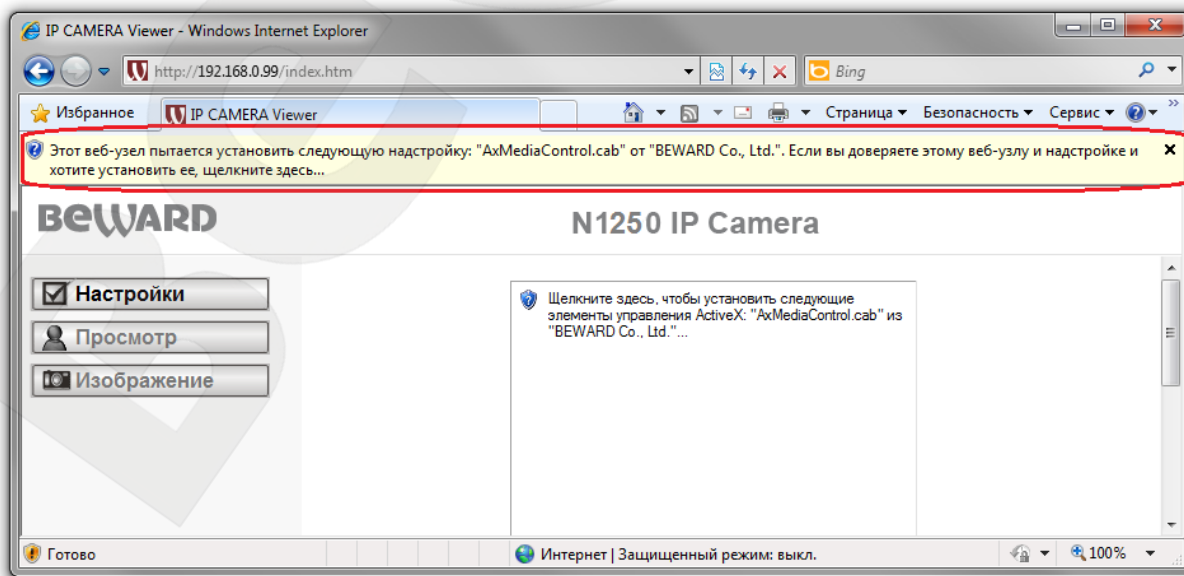 IP CAMERA Viewer - Windows Internet Explorer
http://192.168.0.99/index.htm
Bing
Избранное
IP CAMERA Viewer
Страница
Безопасность
Сервис
Этот веб-узел пытается установить следующую надстройку: "AxMediaControl.cab" от "BEWARD Co., Ltd.". Если вы доверяете этому веб-узлу и надстройке и
хотите установить ее, щелкните здесь...
BEWARD
N1250 IP Camera
Настройки
Просмотр
Изображение
Щелкните здесь, чтобы установить следующие
элементы управления ActiveX: "AxMediaControl.cab" из
"BEWARD Co., Ltd."...
Готово
Интернет | Защищенный режим: выкл.
100%